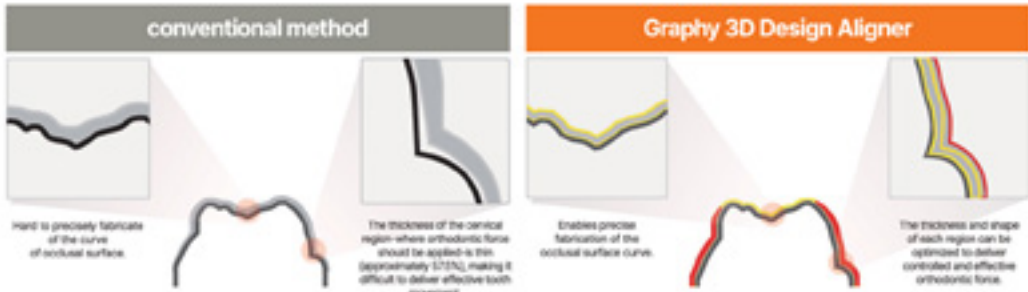 conventional method
Hard to precisely fabricate
of the curve
of occlusal surface.
The thickness of the cervical
region-where orthodontic force
should be applied-is thin
(approximately 57.5%), making it
difficult to deliver effective tooth
Graphy 3D Design Aligner
Enables precise
fabrication of the
occlusal surface curve.
The thickness and shape
of each region can be
optimized to deliver
controlled and effective
orthodontic force.